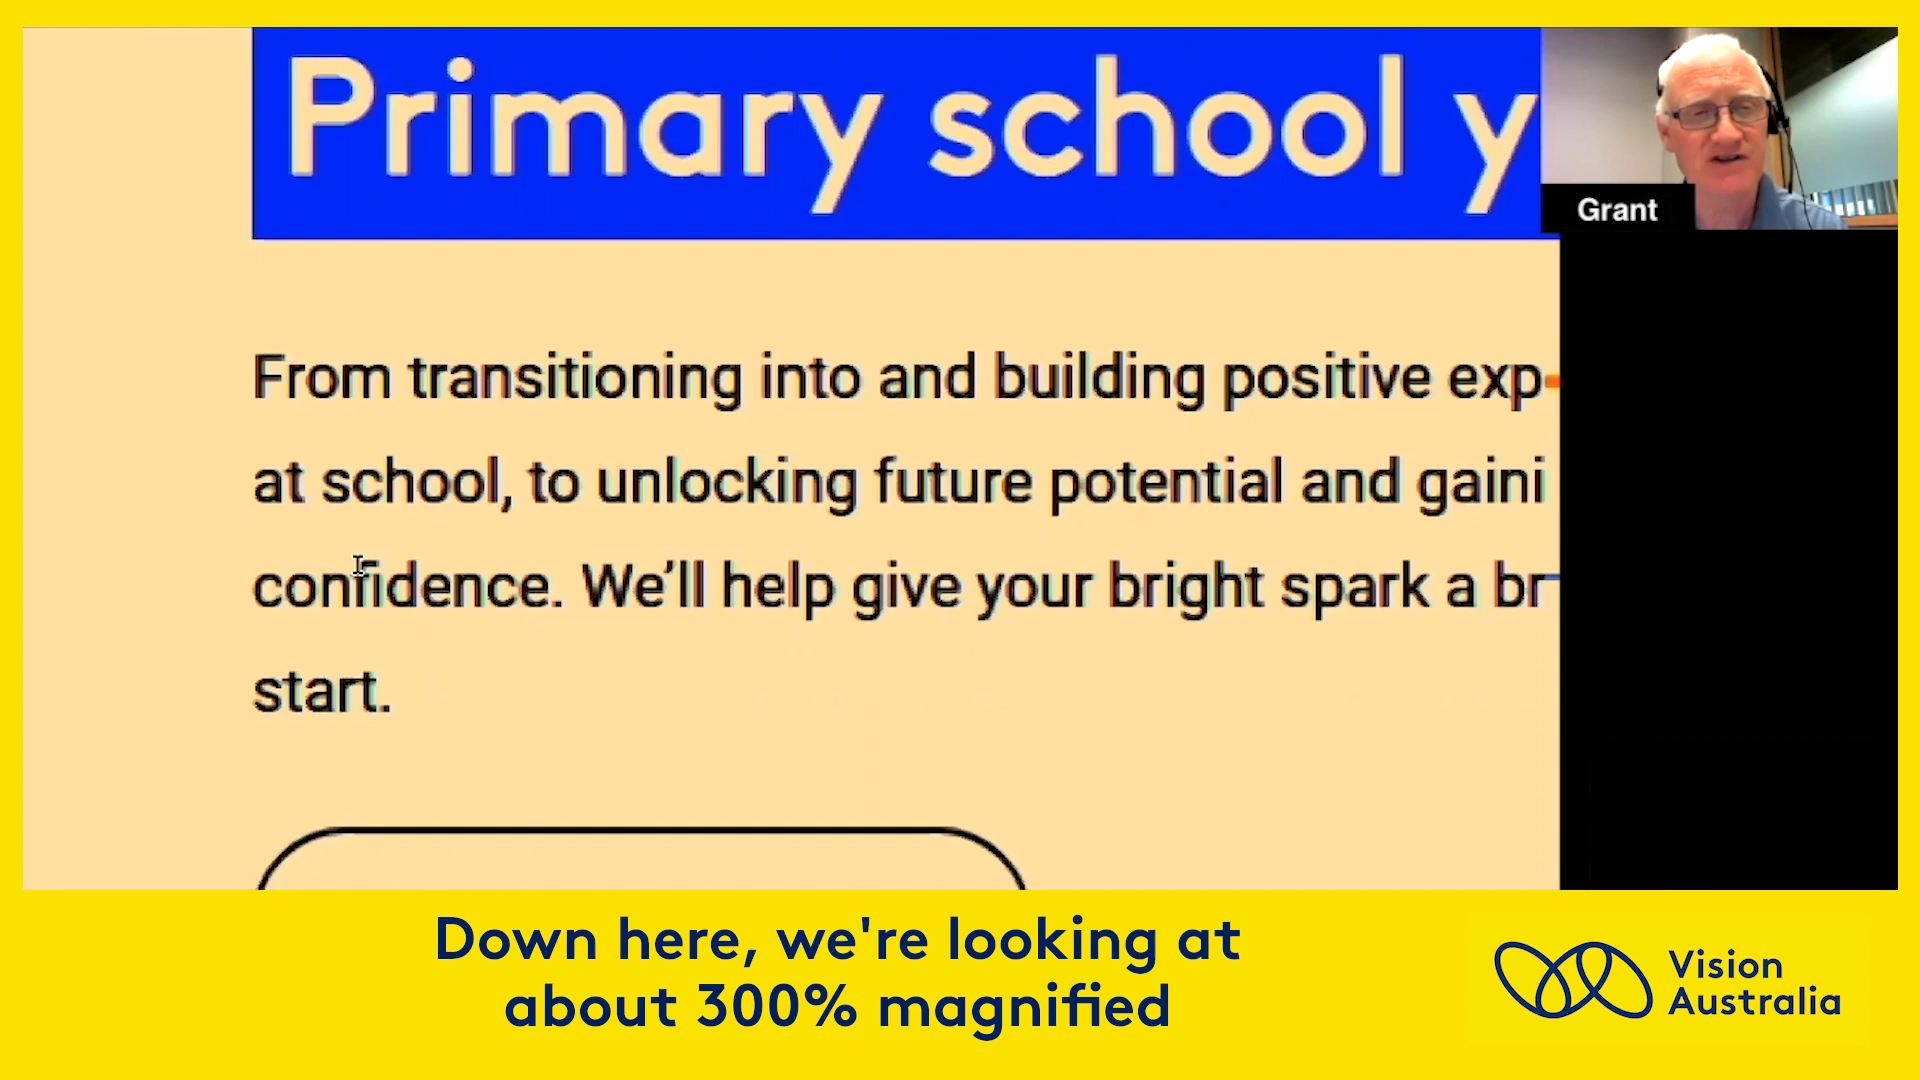 Primary school y
Grant
From transitioning into and building positive exp
at school, to unlocking future potential and gaini
confidence. We’ll help give your bright spark a br
start.
Down here, we're looking at
about 300% magnified
Vision
Australia